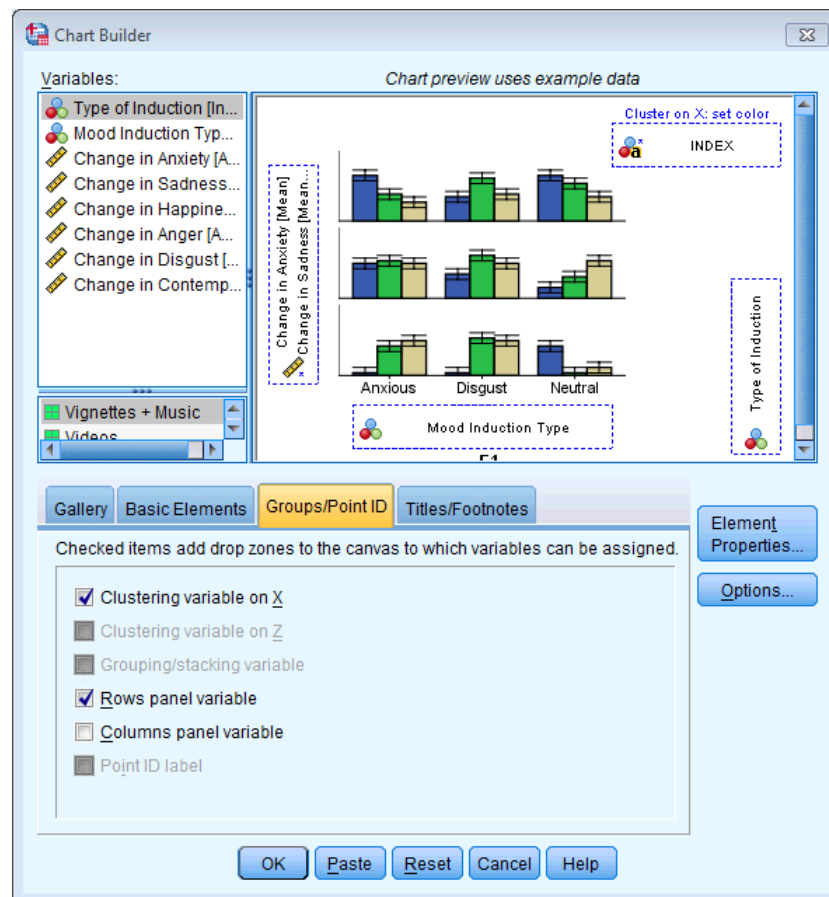 Chart Builder
Variables:
Chart preview uses example data
Type of Induction [In...
Mood Induction Typ...
Change in Anxiety [A...
Change in Sadness...
Change in Happine...
Change in Anger [A...
Change in Disgust [...
Change in Contemp...
Vignettes + Music
Videos
Cluster on X: set color
INDEX
Change in Anxiety [Mean]
Change in Sadness [Mean...
Anxious Disgust Neutral
Mood Induction Type
Type of Induction
Gallery Basic Elements Groups/Point ID Titles/Footnotes
Checked items add drop zones to the canvas to which variables can be assigned.
Clustering variable on X
Clustering variable on Z
Grouping/stacking variable
Rows panel variable
Columns panel variable
Point ID label
Element Properties...
Options...
OK Paste Reset Cancel Help